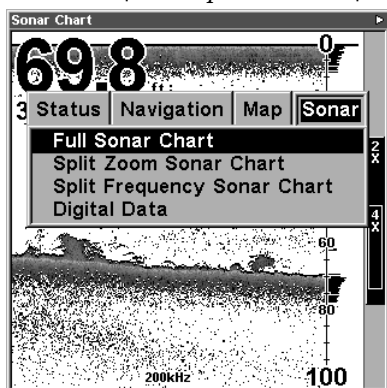 Sonar Chart
69.8 ft
0
3
Status Navigation Map Sonar
Full Sonar Chart
Split Zoom Sonar Chart
Split Frequency Sonar Chart
Digital Data
2X
4X
60
80
200kHz
100